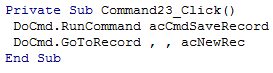 Private Sub Command23_Click()
DoCmd.RunCommand acCmdSaveRecord
DoCmd.GoToRecord , , acNewRec
End Sub